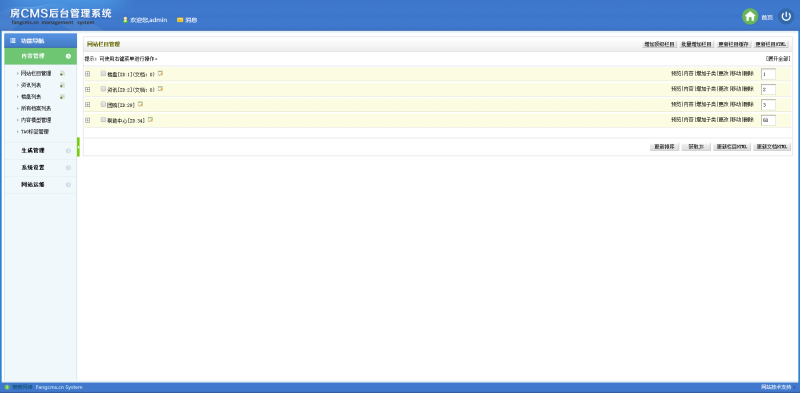 房CMS后台管理系统
Fangcms.cn management system
欢迎您,admin
消息
首页
功能导航
内容管理
网站栏目管理
资讯列表
楼盘列表
所有档案列表
内容模型管理
TAG标签管理
生成管理
系统设置
网站运维
网站栏目管理
增加顶级栏目 批量增加栏目 更新栏目缓存 更新栏目HTML
提示：可使用右键菜单进行操作。
[展开全部]
楼盘[ID:1](文档：0) 预览|内容|增加子类|更改|移动|删除 1
资讯[ID:2](文档：0) 预览|内容|增加子类|更改|移动|删除 2
团购[ID:29] 预览|内容|增加子类|更改|移动|删除 3
帮助中心[ID:34] 预览|内容|增加子类|更改|移动|删除 50
更新排序 获取JS 更新栏目HTML 更新文档HTML
Fangcms.cn System
网站技术支持